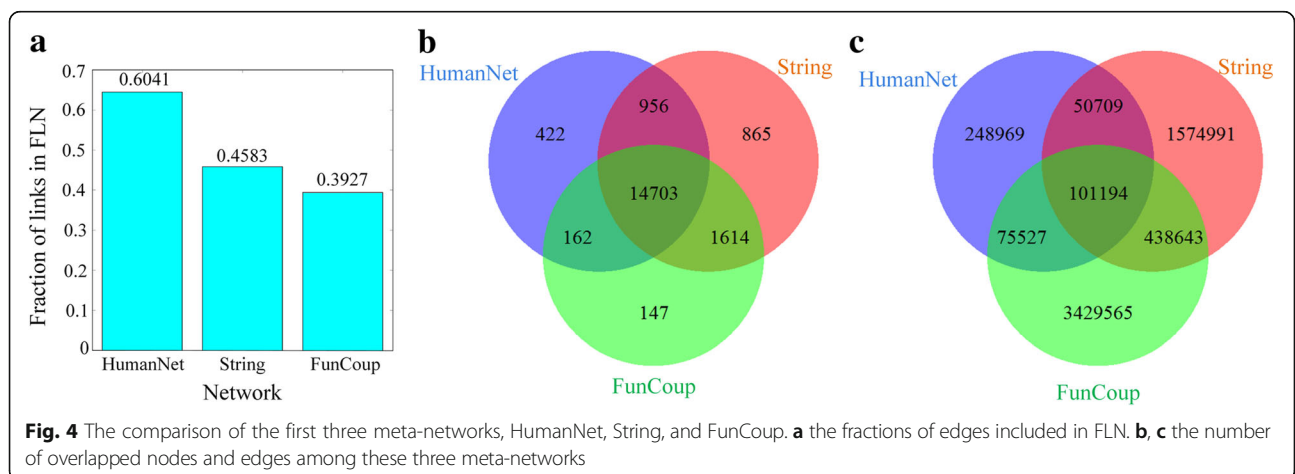 a
0.7
0.6
0.5
0.4
0.3
0.2
0.1
0
Fraction of links in FLN
0.6041
0.4583
0.3927
HumanNet String FunCoup
Network
b
HumanNet
String
956
422
865
14703
162
1614
147
FunCoup
c
HumanNet
String
50709
248969
1574991
101194
75527
438643
3429565
FunCoup
Fig. 4 The comparison of the first three meta-networks, HumanNet, String, and FunCoup. a the fractions of edges included in FLN. b, c the number
of overlapped nodes and edges among these three meta-networks